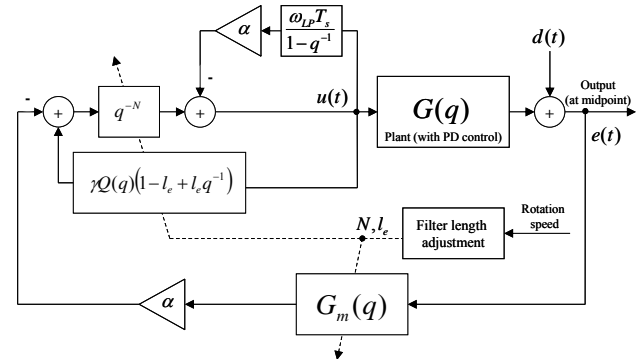 α
ω_LP T_s
1 - q^-1
d(t)
-
-
Output
(at midpoint)
+
q^-N
+
u(t)
G(q)
Plant (with PD control)
+
e(t)
γQ(q)(1 - l_e + l_e q^-1)
N, l_e
Filter length
adjustment
Rotation
speed
α
G_m(q)